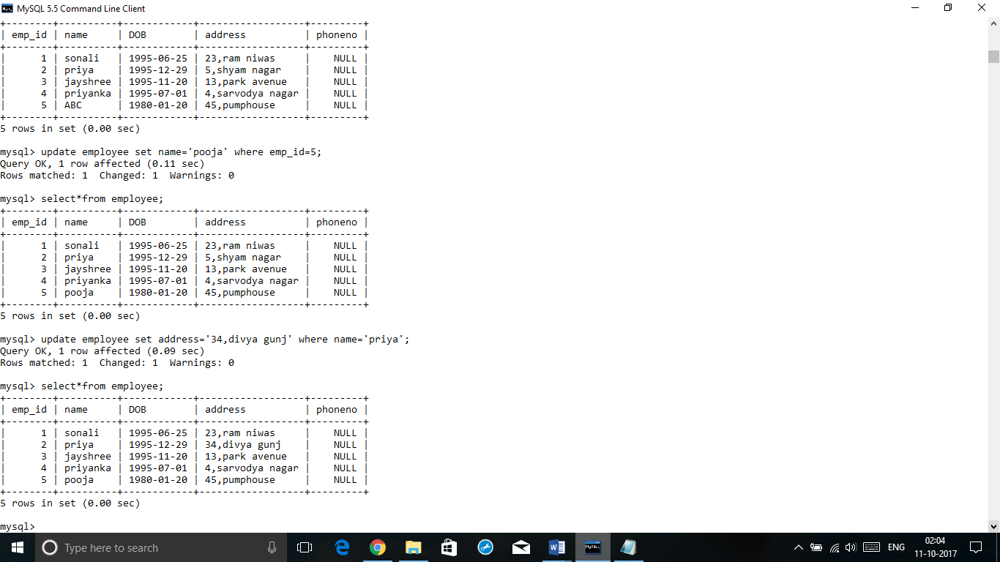 MySQL 5.5 Command Line Client
+--------+----------+------------+------------------+---------+
| emp_id | name     | DOB        | address          | phoneno |
+--------+----------+------------+------------------+---------+
|      1 | sonali   | 1995-06-25 | 23,ram niwas     |    NULL |
|      2 | priya    | 1995-12-29 | 5,shyam nagar    |    NULL |
|      3 | jayshree | 1995-11-20 | 13,park avenue   |    NULL |
|      4 | priyanka | 1995-07-01 | 4,sarvodya nagar |    NULL |
|      5 | ABC      | 1980-01-20 | 45,pumphouse     |    NULL |
+--------+----------+------------+------------------+---------+
5 rows in set (0.00 sec)
mysql> update employee set name='pooja' where emp_id=5;
Query OK, 1 row affected (0.11 sec)
Rows matched: 1  Changed: 1  Warnings: 0
mysql> select*from employee;
+--------+----------+------------+------------------+---------+
| emp_id | name     | DOB        | address          | phoneno |
+--------+----------+------------+------------------+---------+
|      1 | sonali   | 1995-06-25 | 23,ram niwas     |    NULL |
|      2 | priya    | 1995-12-29 | 5,shyam nagar    |    NULL |
|      3 | jayshree | 1995-11-20 | 13,park avenue   |    NULL |
|      4 | priyanka | 1995-07-01 | 4,sarvodya nagar |    NULL |
|      5 | pooja    | 1980-01-20 | 45,pumphouse     |    NULL |
+--------+----------+------------+------------------+---------+
5 rows in set (0.00 sec)
mysql> update employee set address='34,divya gunj' where name='priya';
Query OK, 1 row affected (0.09 sec)
Rows matched: 1  Changed: 1  Warnings: 0
mysql> select*from employee;
+--------+----------+------------+------------------+---------+
| emp_id | name     | DOB        | address          | phoneno |
+--------+----------+------------+------------------+---------+
|      1 | sonali   | 1995-06-25 | 23,ram niwas     |    NULL |
|      2 | priya    | 1995-12-29 | 34,divya gunj    |    NULL |
|      3 | jayshree | 1995-11-20 | 13,park avenue   |    NULL |
|      4 | priyanka | 1995-07-01 | 4,sarvodya nagar |    NULL |
|      5 | pooja    | 1980-01-20 | 45,pumphouse     |    NULL |
+--------+----------+------------+------------------+---------+
5 rows in set (0.00 sec)
mysql>
Type here to search
ENG
02:04
11-10-2017